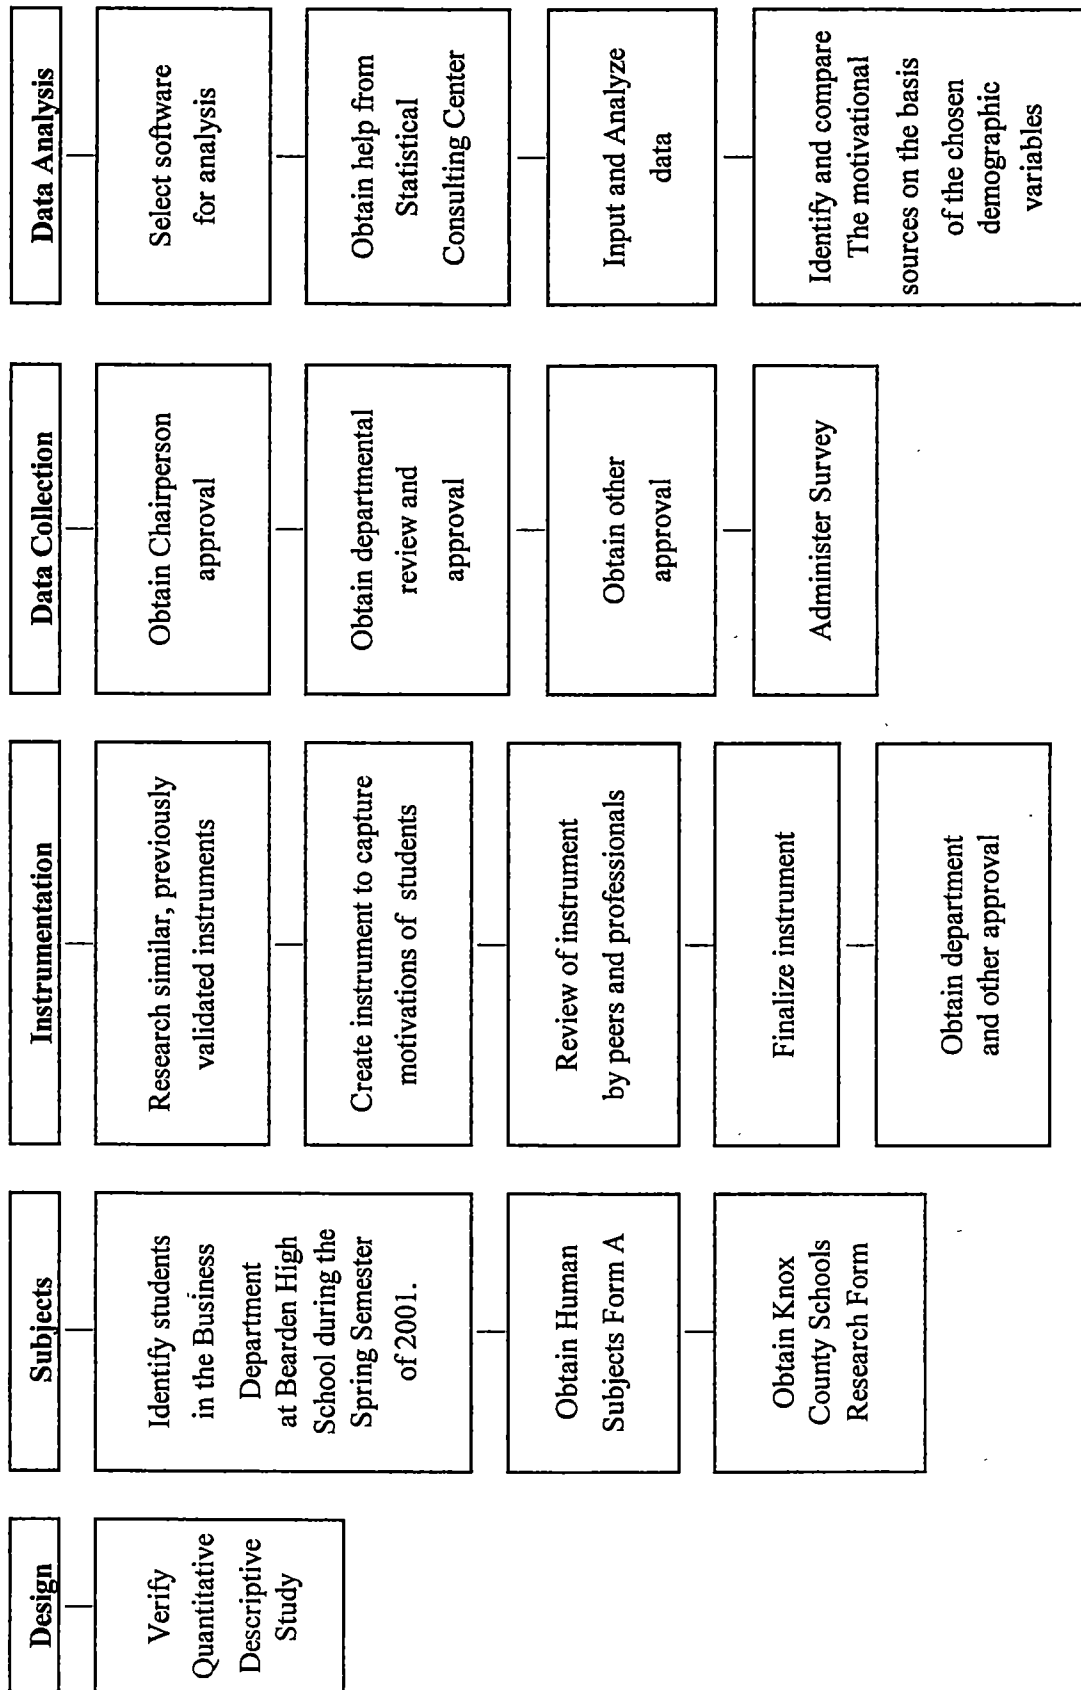 Design
Verify
Quantitative
Descriptive
Study
Subjects
Identify students
in the Business
Department
at Bearden High
School during the
Spring Semester
of 2001.
Obtain Human
Subjects Form A
Obtain Knox
County Schools
Research Form
Instrumentation
Research similar, previously
validated instruments
Create instrument to capture
motivations of students
Review of instrument
by peers and professionals
Finalize instrument
Obtain department
and other approval
Data Collection
Obtain Chairperson
approval
Obtain departmental
review and
approval
Obtain other
approval
Administer Survey
Data Analysis
Select software
for analysis
Obtain help from
Statistical
Consulting Center
Input and Analyze
data
Identify and compare
The motivational
sources on the basis
of the chosen
demographic
variables